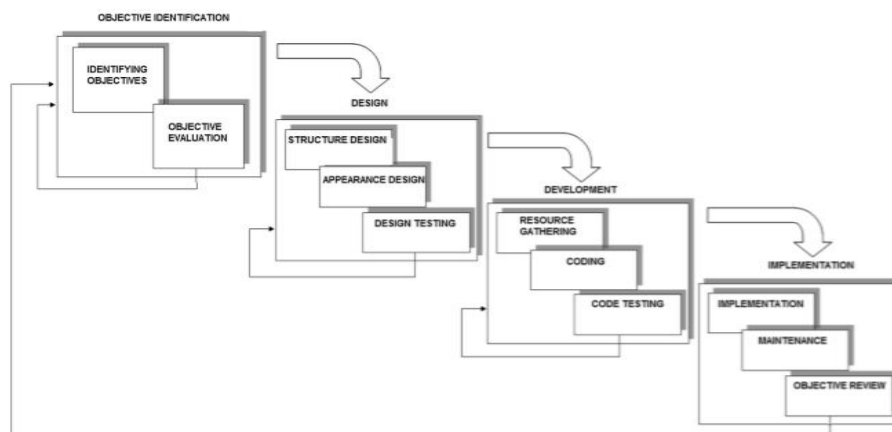 OBJECTIVE IDENTIFICATION
IDENTIFYING
OBJECTIVES
OBJECTIVE
EVALUATION
DESIGN
STRUCTURE DESIGN
APPEARANCE DESIGN
DESIGN TESTING
DEVELOPMENT
RESOURCE
GATHERING
CODING
CODE TESTING
IMPLEMENTATION
IMPLEMENTATION
MAINTENANCE
OBJECTIVE REVIEW